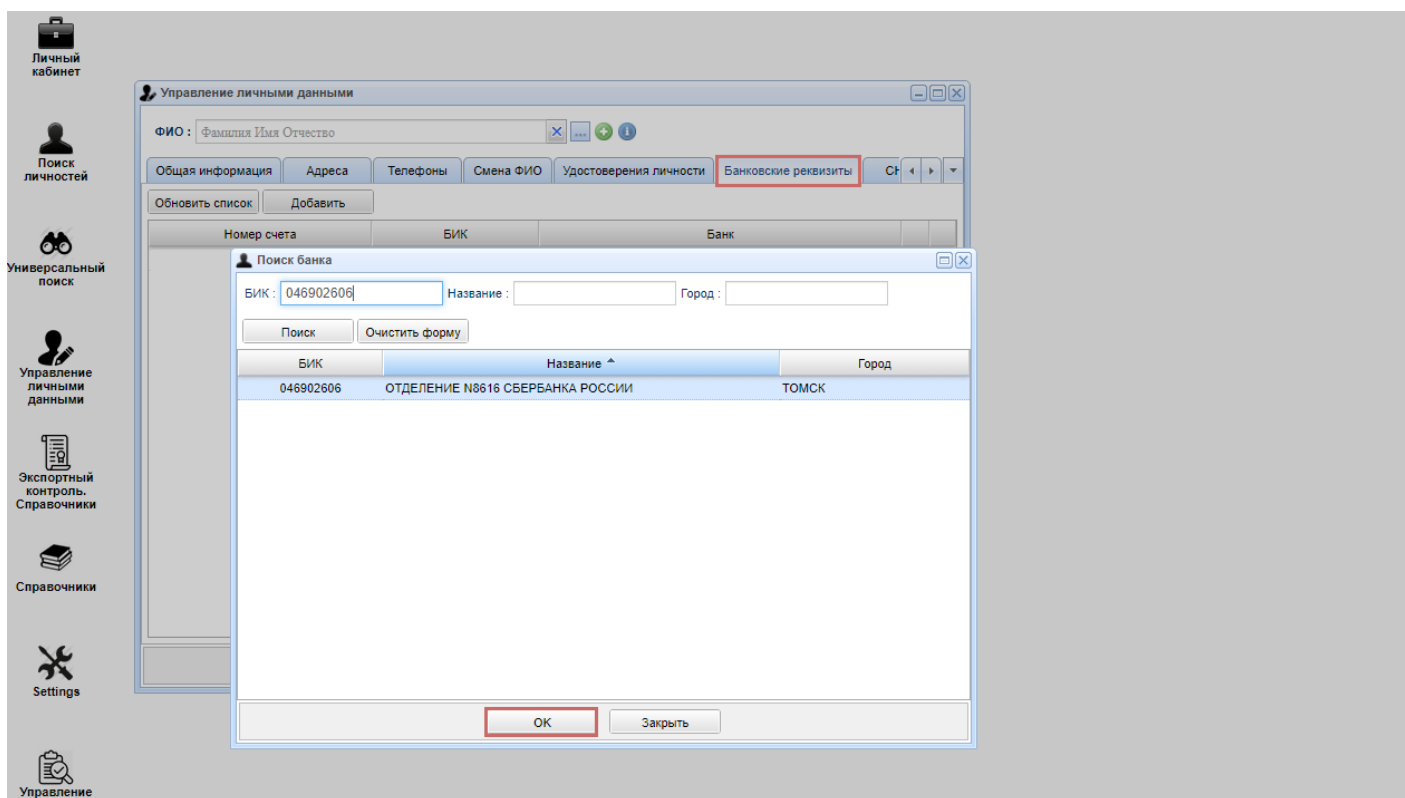 Личный
кабинет
Поиск
личностей
Универсальный
поиск
Управление
личными
данными
Экспортный
контроль.
Справочники
Справочники
Settings
Управление
Управление личными данными
ФИО : Фамилия Имя Отчество
Общая информация Адреса Телефоны Смена ФИО Удостоверения личности Банковские реквизиты
Обновить список Добавить
Номер счета БИК Банк
Поиск банка
БИК : 046902606 Название : Город :
Поиск Очистить форму
БИК Название Город
046902606 ОТДЕЛЕНИЕ N8616 СБЕРБАНКА РОССИИ ТОМСК
ОК Закрыть